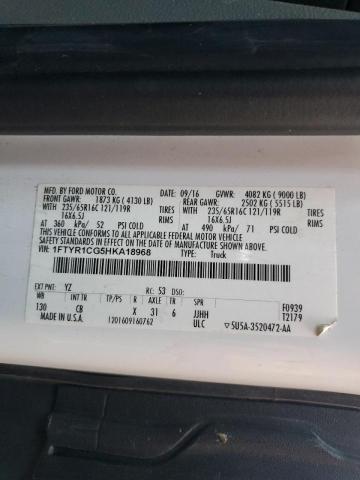 MFD. BY FORD MOTOR CO. 09/16 GVWR: 4082 KG ( 9000 LB)
FRONT GAWR: 1873 KG ( 4130 LB) REAR GAWR: 2502 KG ( 5515 LB)
WITH 235/65R16C 121/119R TIRES WITH 235/65R16C 121/119R TIRES
16X6.5J RIMS 16X6.5J RIMS
AT 360 kPa/ 52 PSI COLD AT 490 kPa/ 71 PSI COLD
THIS VEHICLE CONFORMS TO ALL APPLICABLE FEDERAL MOTOR VEHICLE
SAFETY AND THEFT PREVENTION STANDARDS IN EFFECT ON THE DATE OF
MANUFACTURE SHOWN ABOVE.
VIN: 1FTYR1CG5HKA18968 TYPE: Truck
EXT PNT: YZ RC: 53 DSO:
WB INT TR TP/PS R AXLE TR SPR F0939
130 CB X 31 6 JJHH T2179
1201609160762 ULC ▽5U5A-3520472-AA